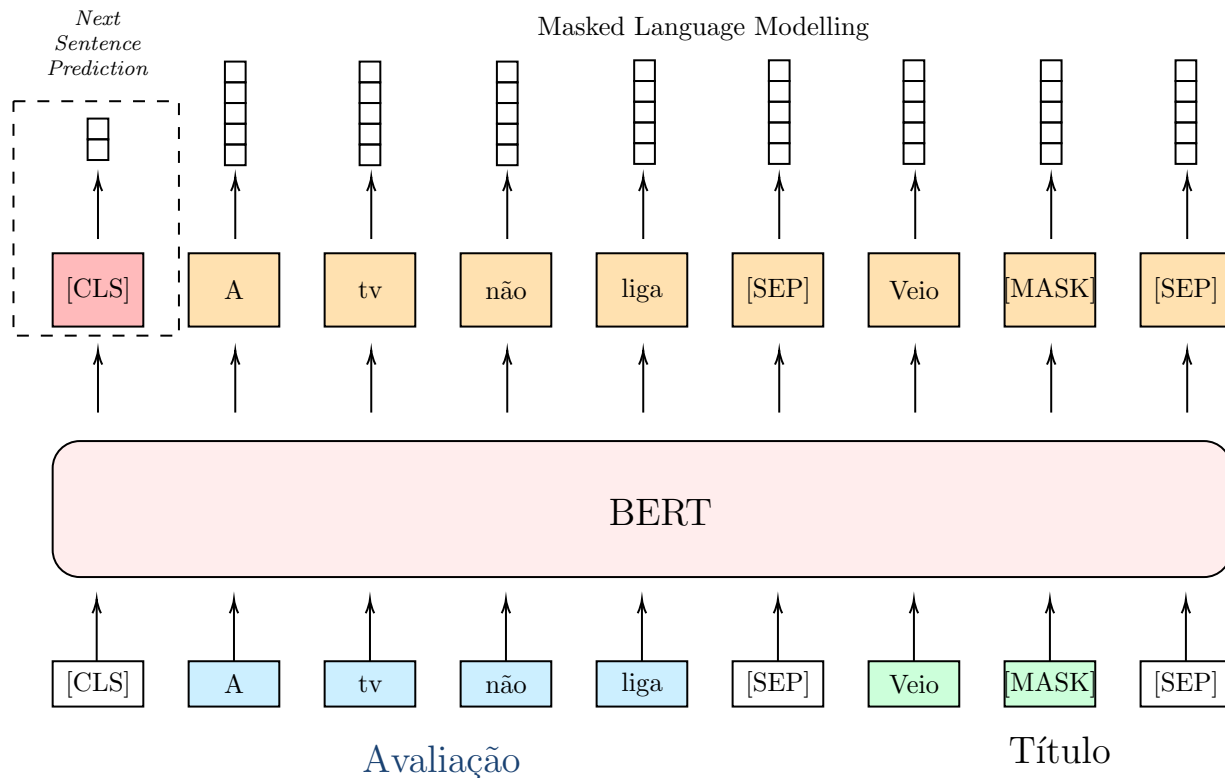 Next
Sentence
Prediction
Masked Language Modelling
[CLS] A tv não liga [SEP] Veio [MASK] [SEP]
BERT
[CLS] A tv não liga [SEP] Veio [MASK] [SEP]
Avaliação Título